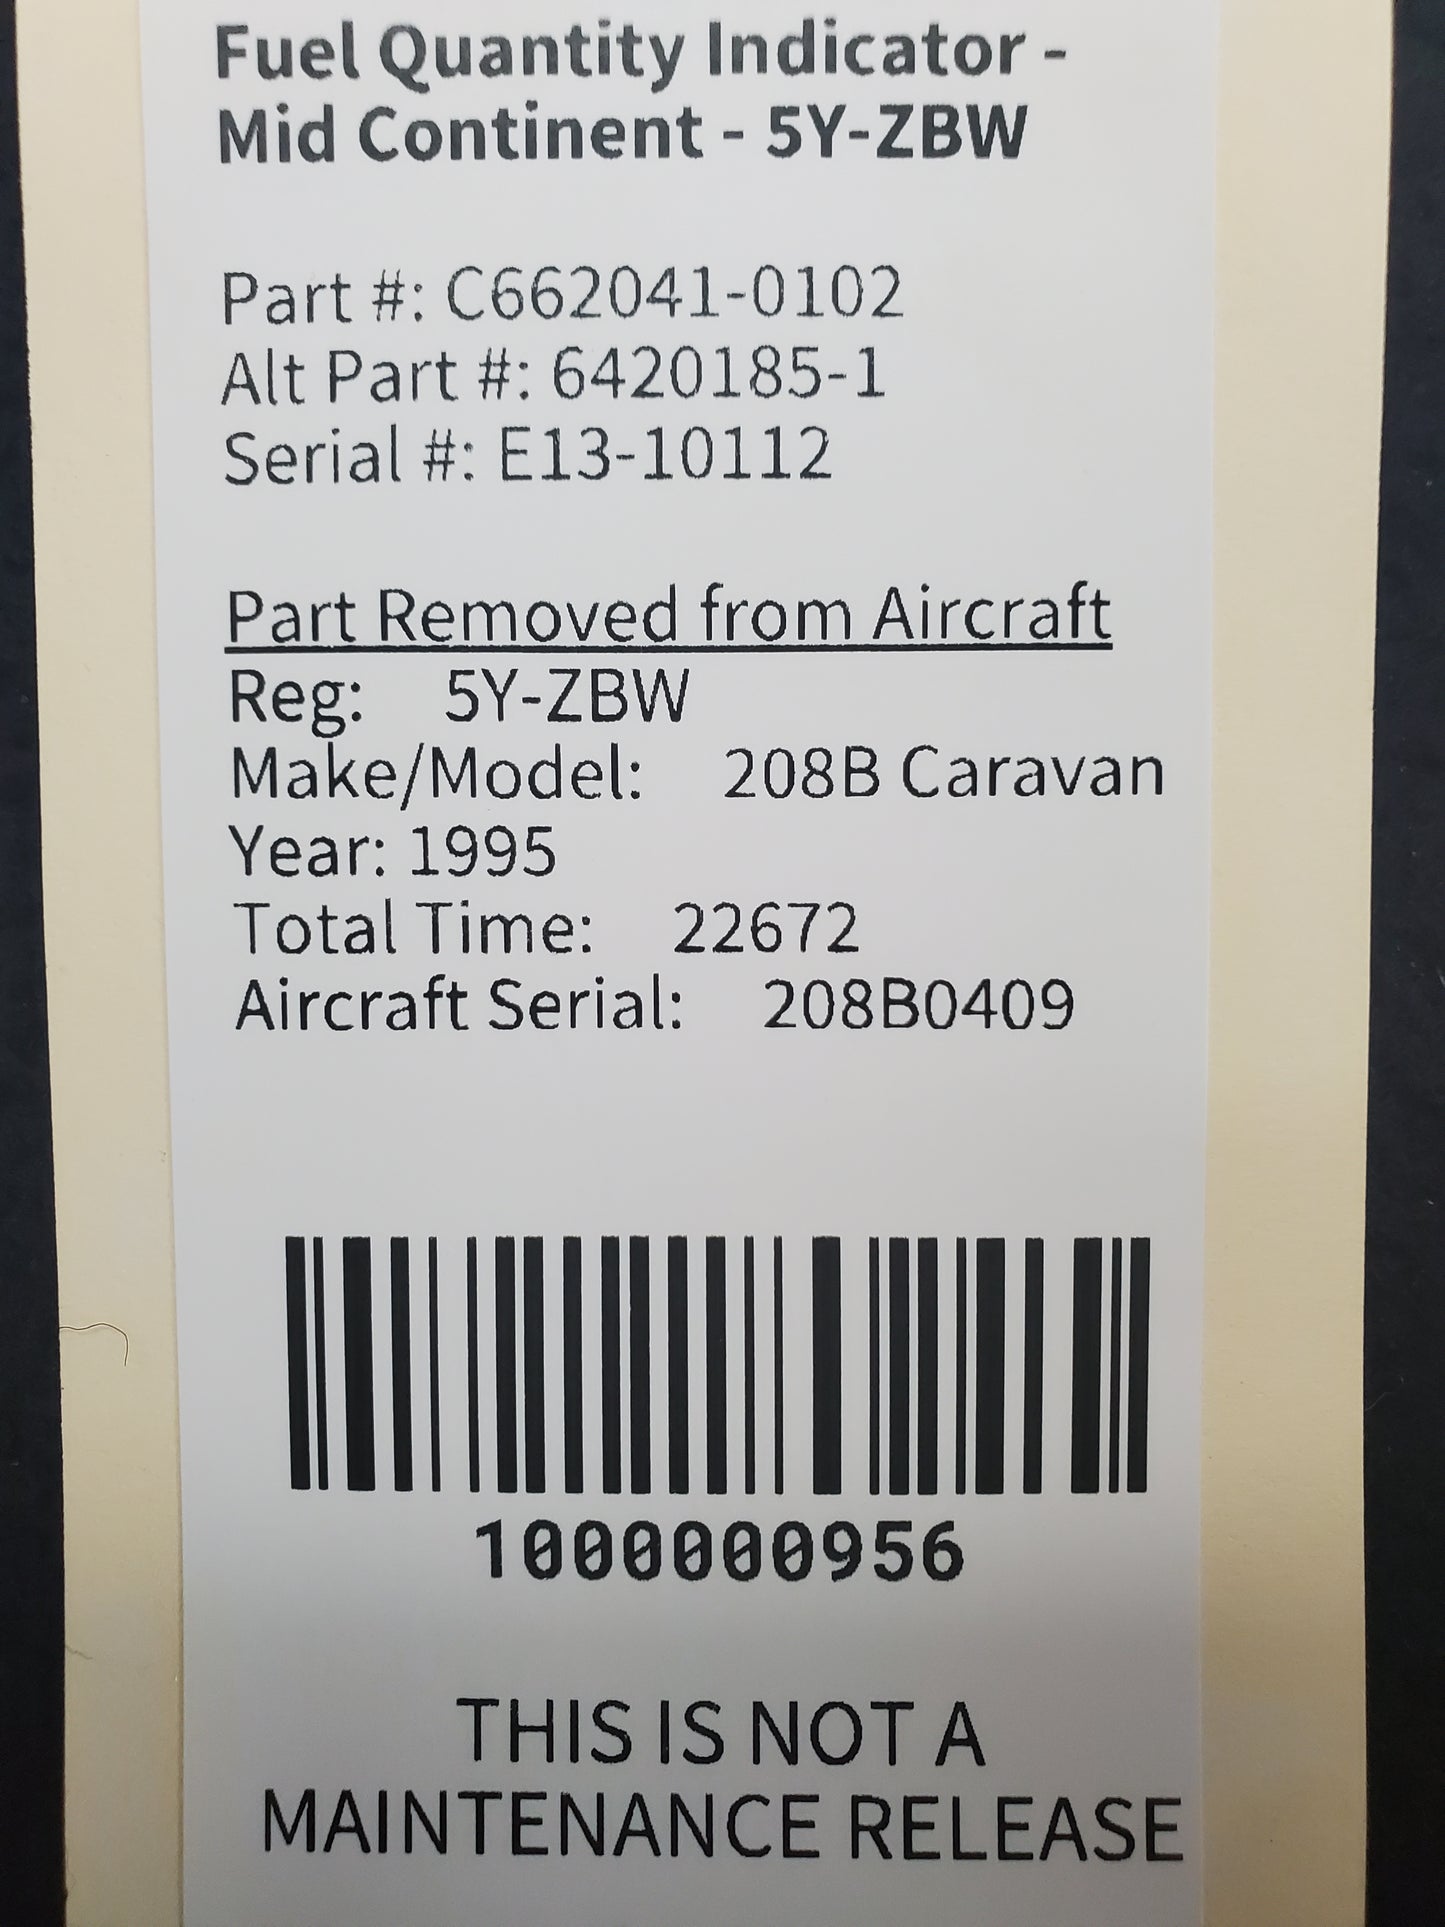 Fuel Quantity Indicator -
Mid Continent - 5Y-ZBW
Part #: C662041-0102
Alt Part #: 6420185-1
Serial #: E13-10112
Part Removed from Aircraft
Reg: 5Y-ZBW
Make/Model: 208B Caravan
Year: 1995
Total Time: 22672
Aircraft Serial: 208B0409
1000000956
THIS IS NOT A
MAINTENANCE RELEASE